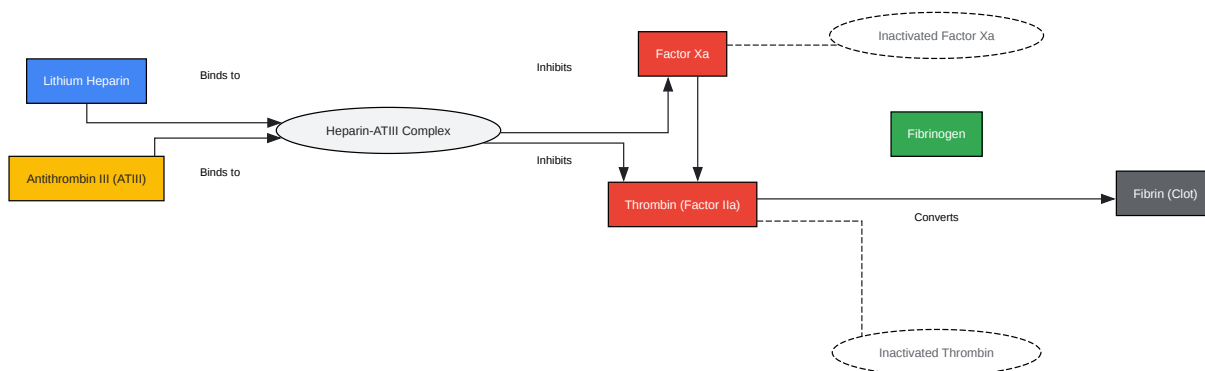 Inactivated Factor Xa
Factor Xa
Inhibits
Binds to
Lithium Heparin
Heparin-ATIII Complex
Fibrinogen
Inhibits
Binds to
Antithrombin III (ATIII)
Thrombin (Factor IIa)
Fibrin (Clot)
Converts
Inactivated Thrombin